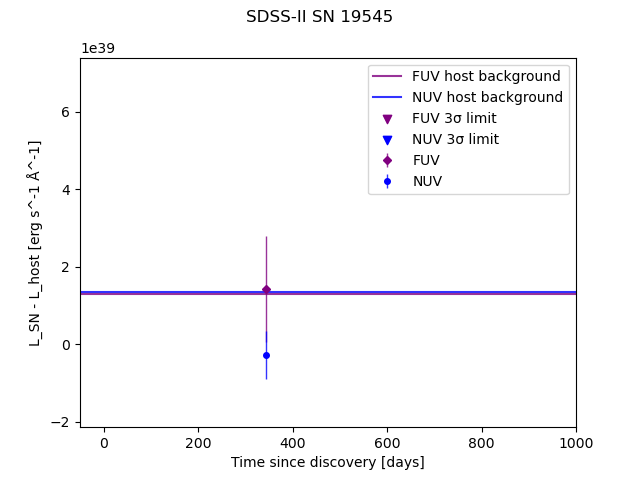 SDSS-II SN 19545
1e39
FUV host background
NUV host background
FUV 3σ limit
NUV 3σ limit
FUV
NUV
6
4
2
0
−2
L_SN - L_host [erg s^-1 Å^-1]
0 200 400 600 800 1000
Time since discovery [days]